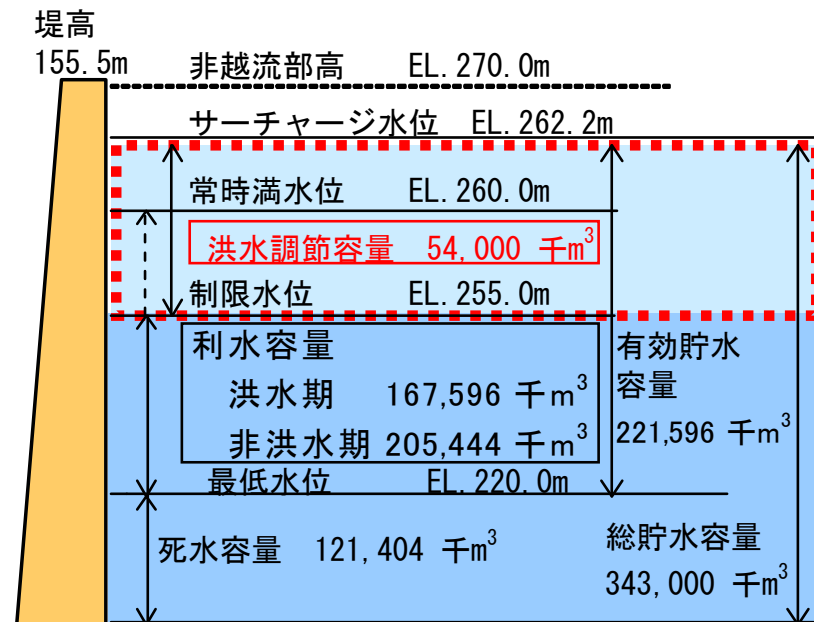 堤高
155.5m
非越流部高 EL.270.0m
サーチャージ水位 EL.262.2m
常時満水位 EL.260.0m
洪水調節容量 54,000 千m³
制限水位 EL.255.0m
利水容量
洪水期 167,596 千m³
非洪水期 205,444 千m³
有効貯水
容量
221,596 千m³
最低水位 EL.220.0m
死水容量 121,404 千m³
総貯水容量
343,000 千m³